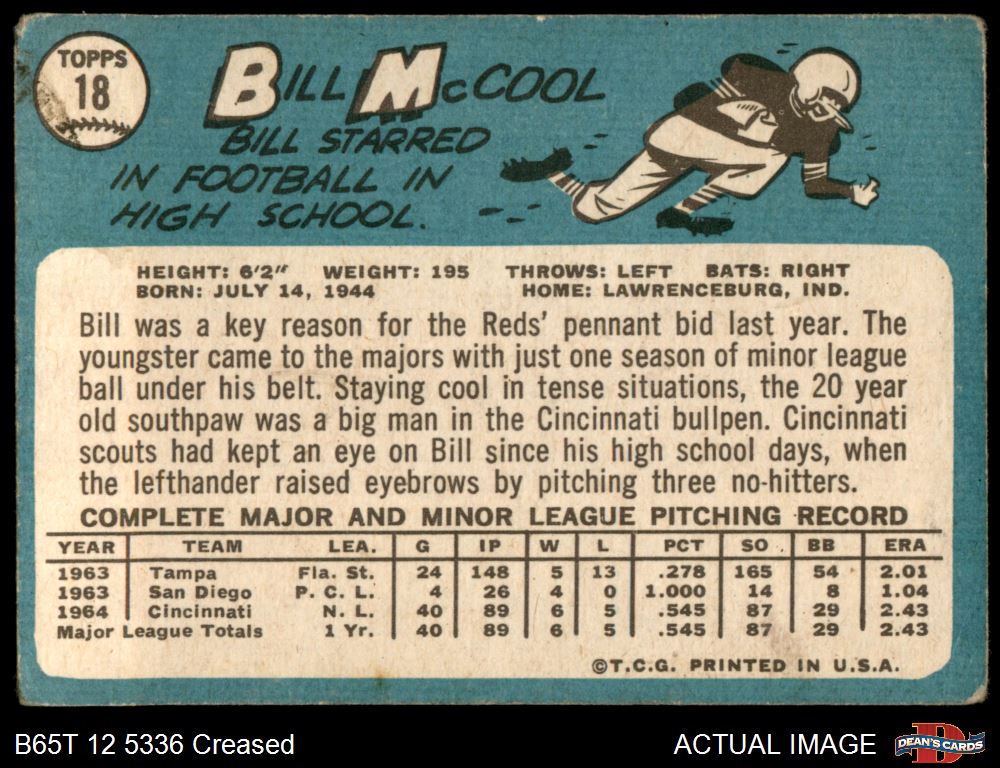 TOPPS
18
BILL McCOOL
BILL STARRED
IN FOOTBALL IN
HIGH SCHOOL.
HEIGHT: 6'2" WEIGHT: 195 THROWS: LEFT BATS: RIGHT
BORN: JULY 14, 1944 HOME: LAWRENCEBURG, IND.
Bill was a key reason for the Reds' pennant bid last year. The
youngster came to the majors with just one season of minor league
ball under his belt. Staying cool in tense situations, the 20 year
old southpaw was a big man in the Cincinnati bullpen. Cincinnati
scouts had kept an eye on Bill since his high school days, when
the lefthander raised eyebrows by pitching three no-hitters.
COMPLETE MAJOR AND MINOR LEAGUE PITCHING RECORD
YEAR TEAM LEA. G IP W L PCT SO BB ERA
1963 Tampa Fla. St. 24 148 5 13 .278 165 54 2.01
1963 San Diego P. C. L. 4 26 4 0 1.000 14 8 1.04
1964 Cincinnati N. L. 40 89 6 5 .545 87 29 2.43
Major League Totals 1 Yr. 40 89 6 5 .545 87 29 2.43
©T.C.G. PRINTED IN U.S.A.
B65T 12 5336 Creased ACTUAL IMAGE
D
DEAN'S CARDS